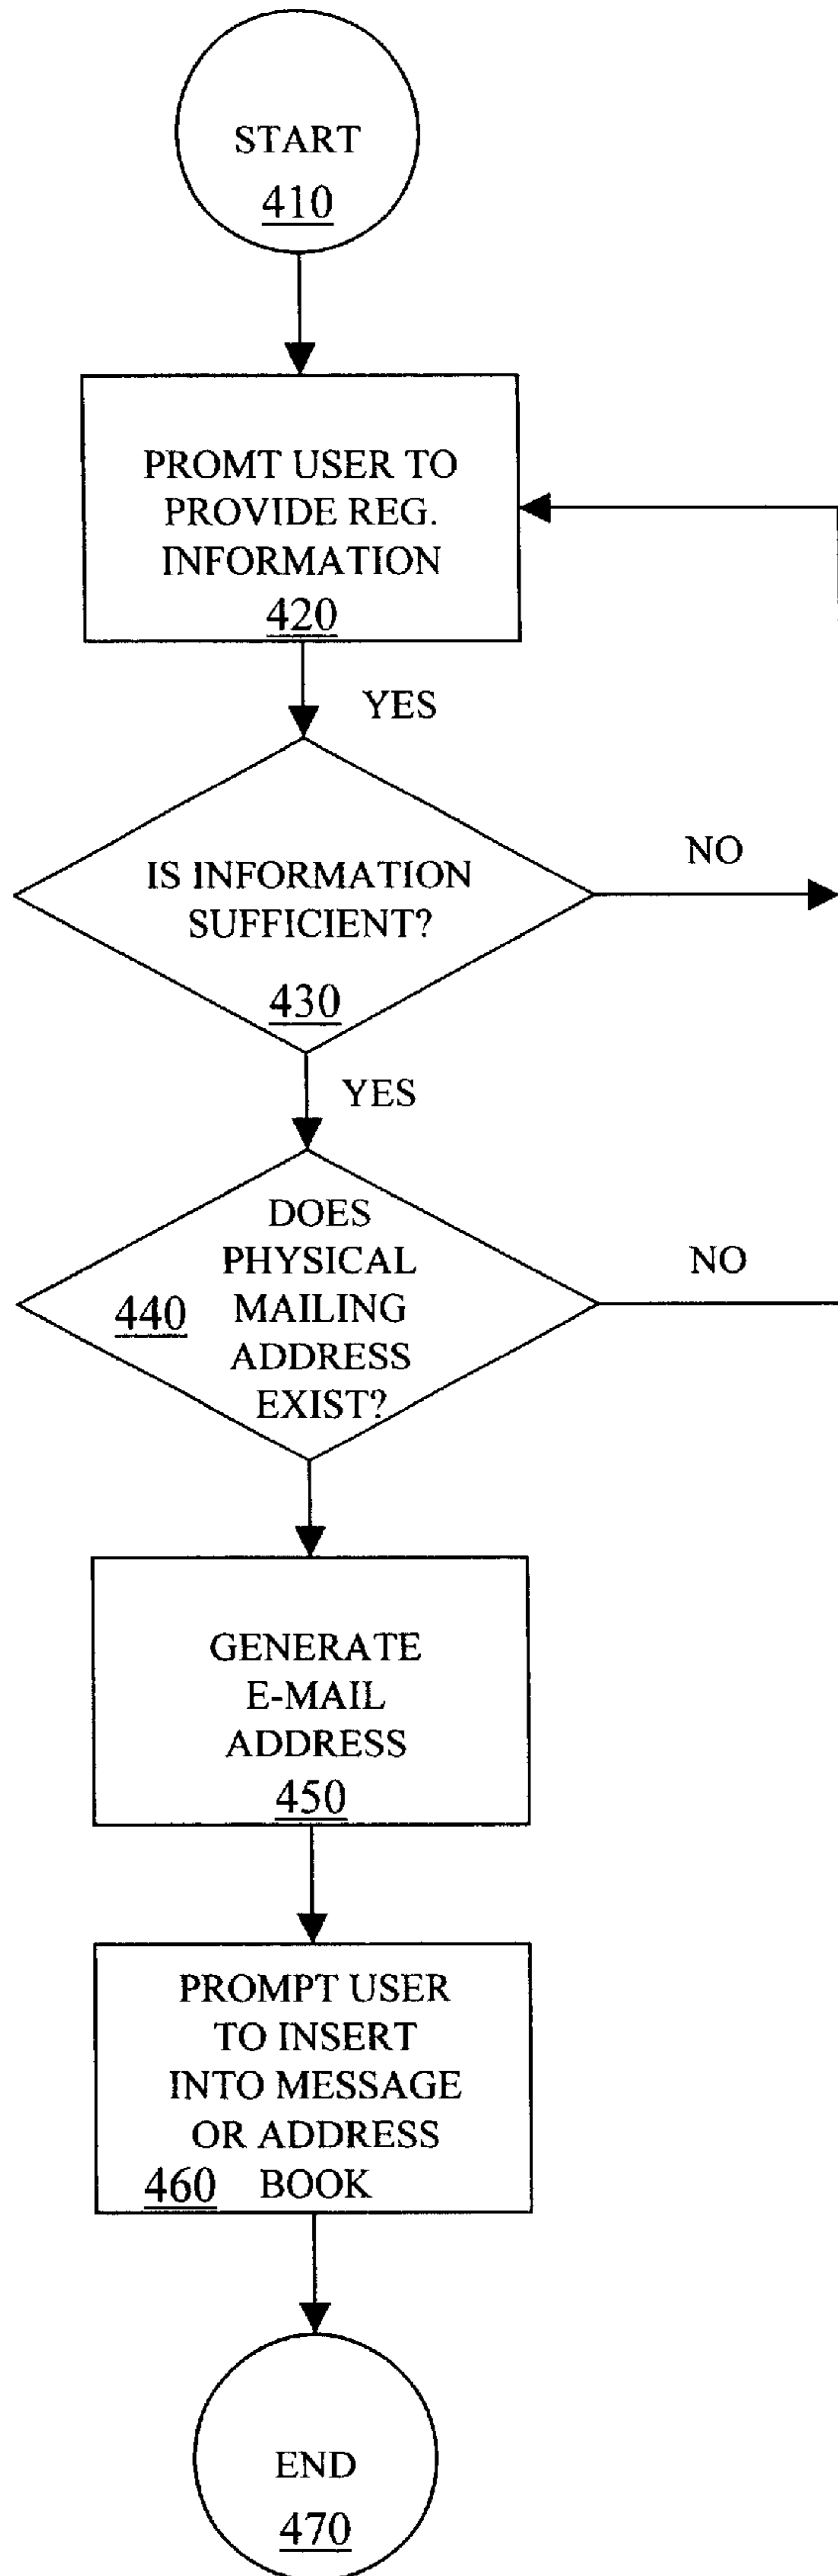 START
410
PROMT USER TO
PROVIDE REG.
INFORMATION
420
YES
IS INFORMATION
SUFFICIENT?
430
NO
YES
DOES
PHYSICAL
MAILING
ADDRESS
EXIST?
440
NO
GENERATE
E-MAIL
ADDRESS
450
PROMPT USER
TO INSERT
INTO MESSAGE
OR ADDRESS
BOOK
460
END
470